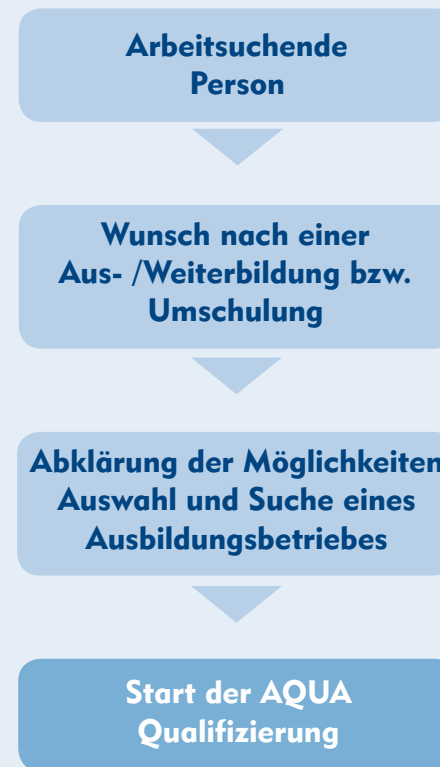 Arbeitsuchende
Person
Wunsch nach einer
Aus- /Weiterbildung bzw.
Umschulung
Abklärung der Möglichkeiten
Auswahl und Suche eines
Ausbildungsbetriebes
Start der AQUA
Qualifizierung